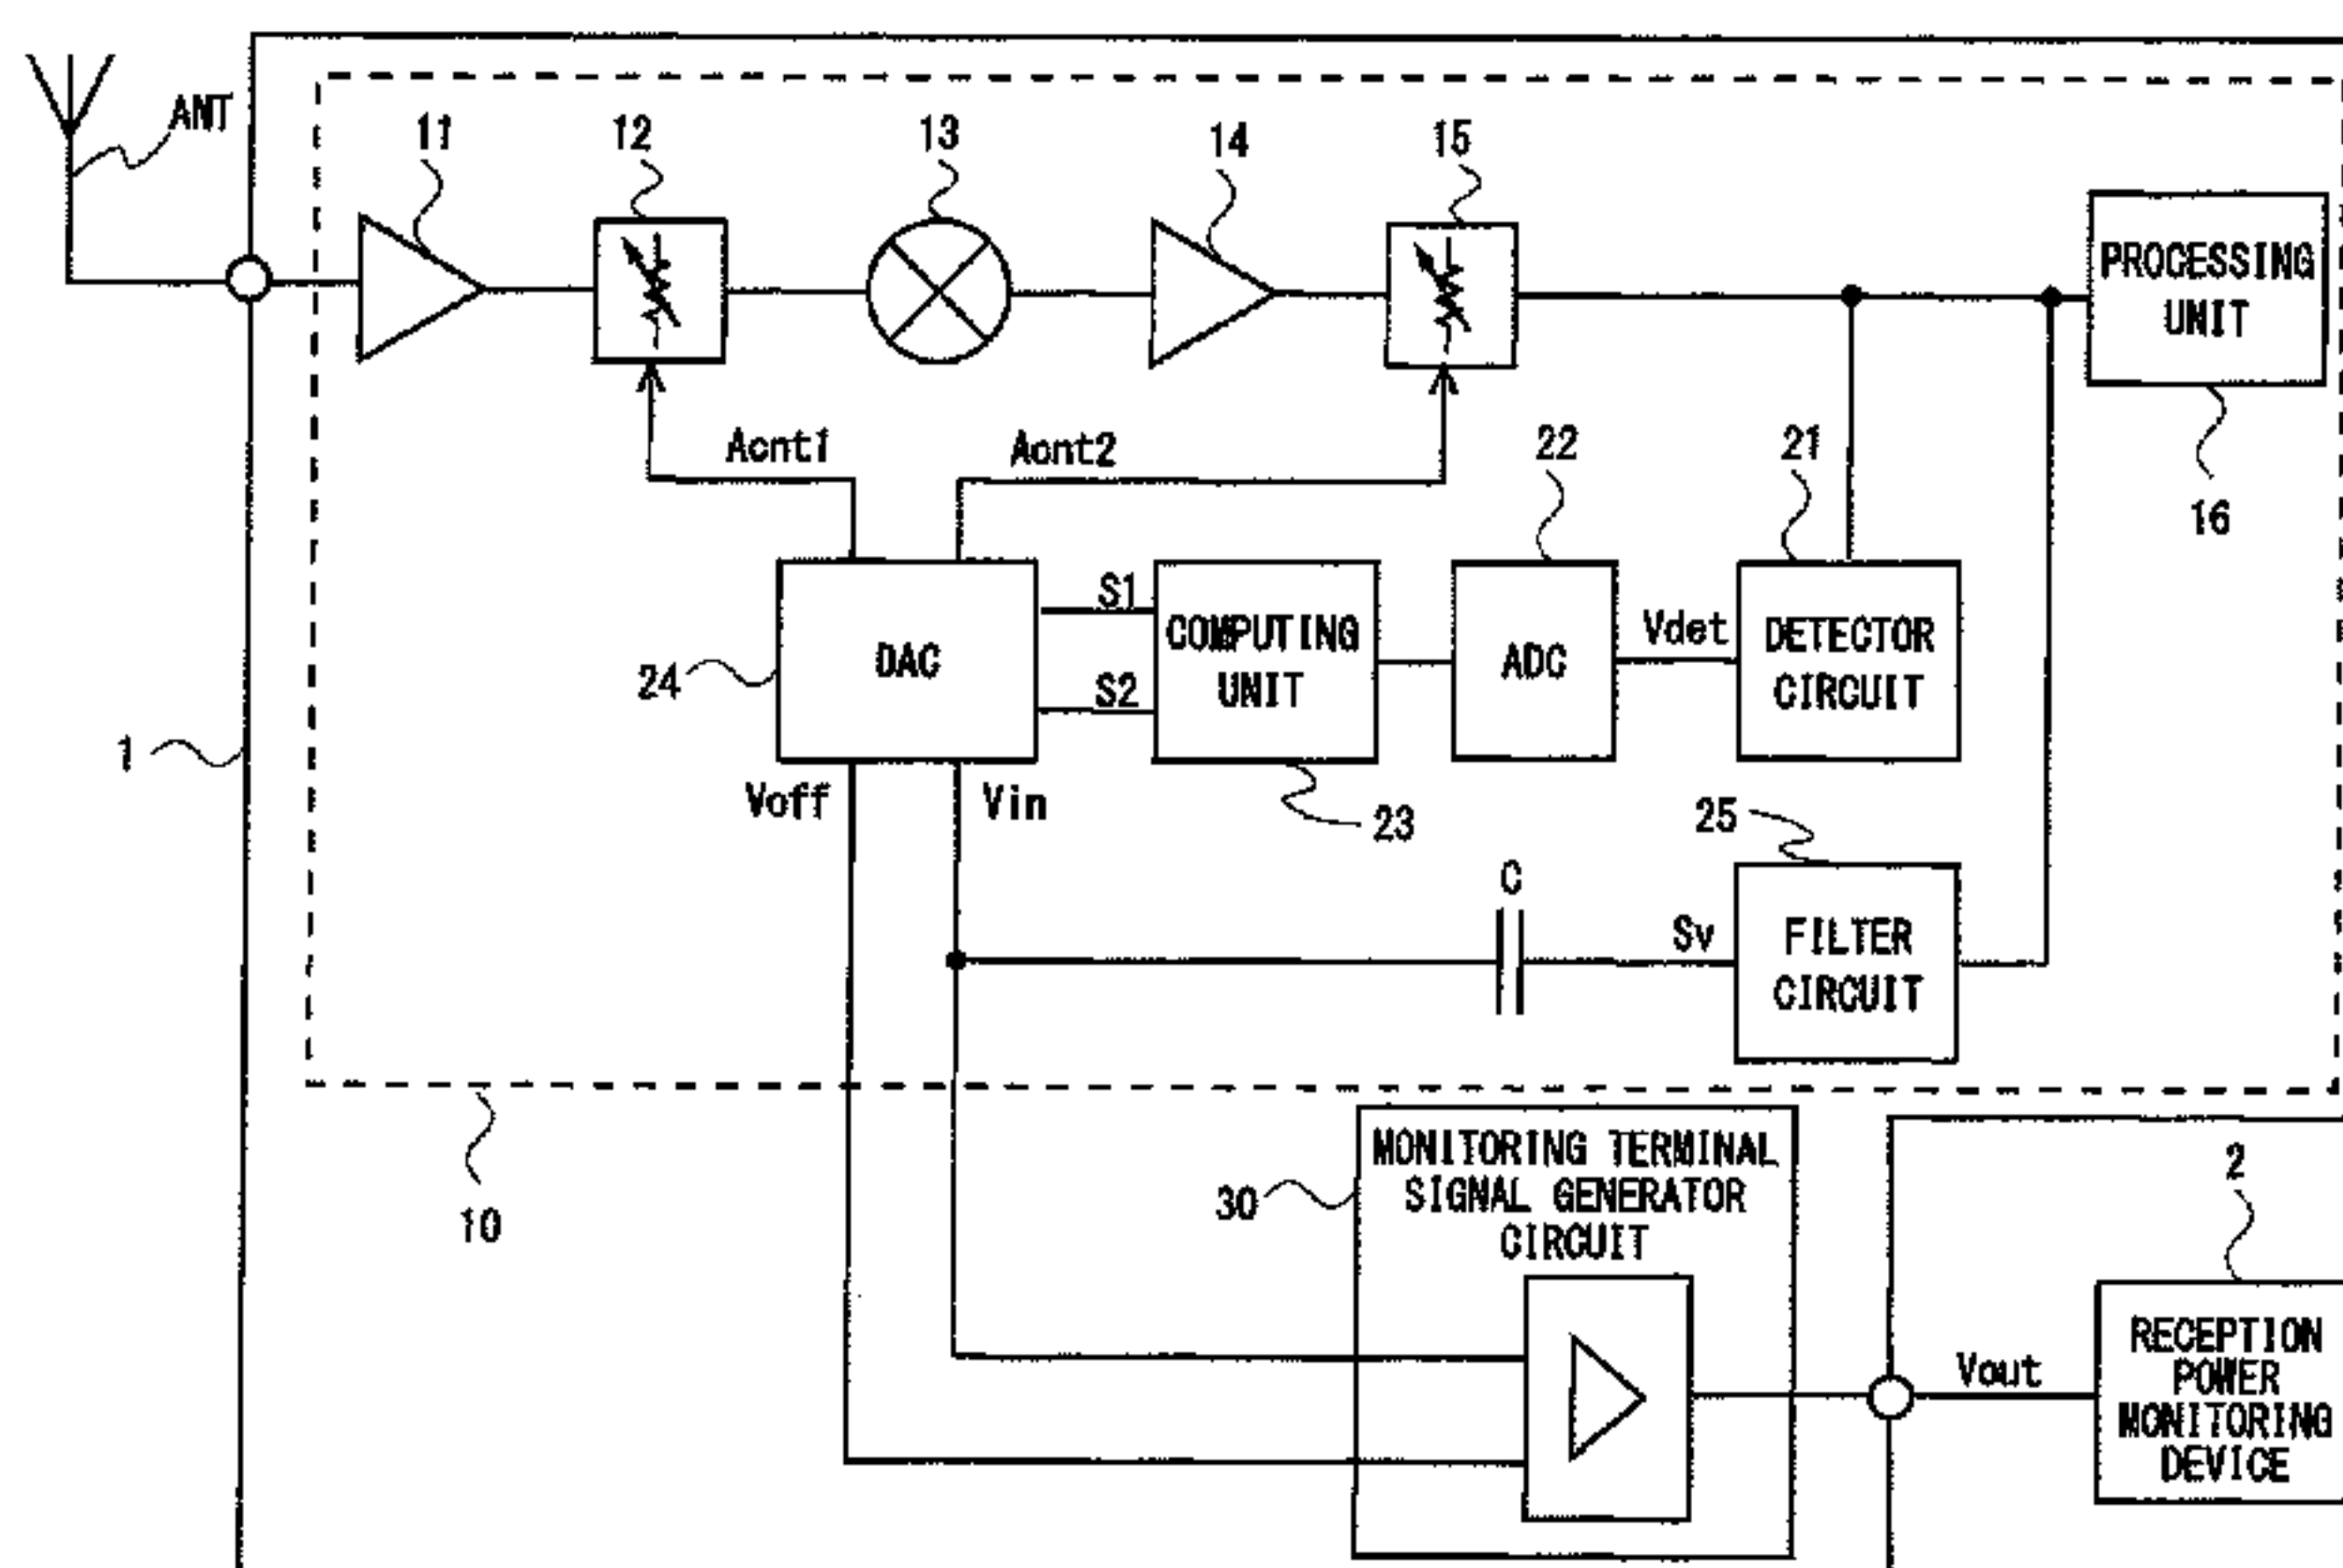 ANT
11
12
13
14
15
PROCESSING
UNIT
16
Acnt1
Acnt2
22
21
24
DAC
S1
S2
COMPUTING
UNIT
ADC
Vdet
DETECTOR
CIRCUIT
1
Voff
Vin
23
25
C
Sv
FILTER
CIRCUIT
10
30
MONITORING TERMINAL
SIGNAL GENERATOR
CIRCUIT
2
Vout
RECEPTION
POWER
MONITORING
DEVICE